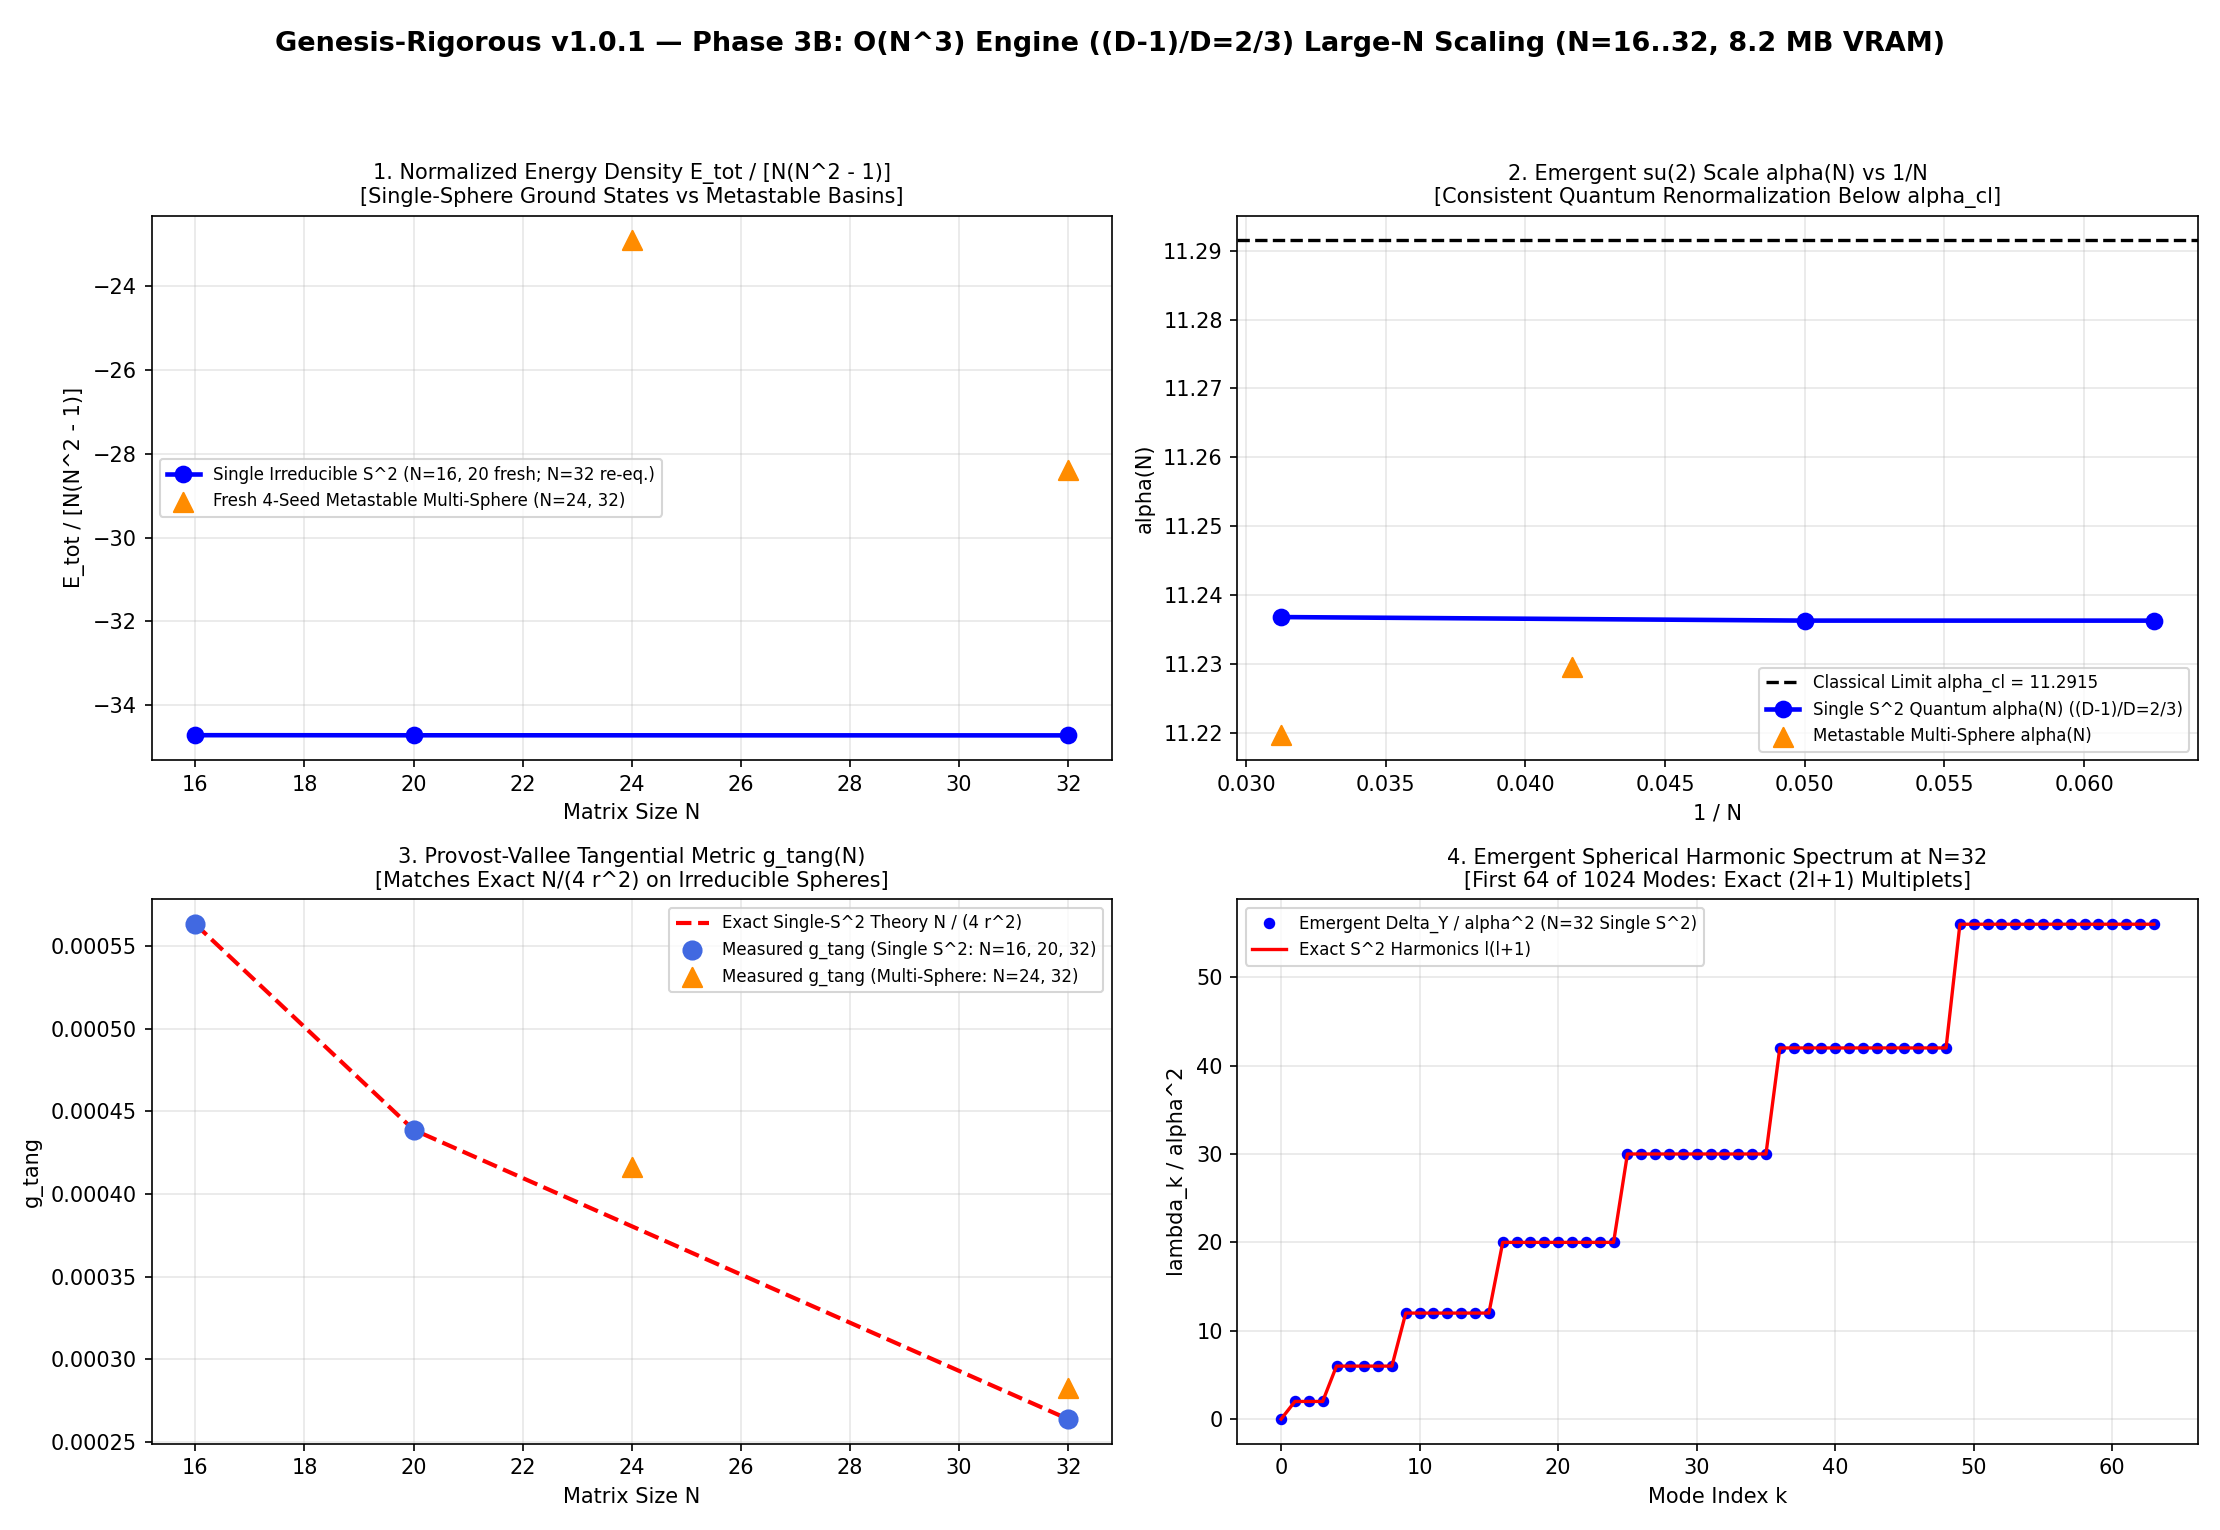 Genesis-Rigorous v1.0.1 — Phase 3B: O(N^3) Engine ((D-1)/D=2/3) Large-N Scaling (N=16..32, 8.2 MB VRAM)
1. Normalized Energy Density E_tot / [N(N^2 - 1)]
[Single-Sphere Ground States vs Metastable Basins]
E_tot / [N(N^2 - 1)]
−24
−26
−28
−30
−32
−34
Single Irreducible S^2 (N=16, 20 fresh; N=32 re-eq.)
Fresh 4-Seed Metastable Multi-Sphere (N=24, 32)
16 18 20 22 24 26 28 30 32
Matrix Size N
2. Emergent su(2) Scale alpha(N) vs 1/N
[Consistent Quantum Renormalization Below alpha_cl]
alpha(N)
11.29
11.28
11.27
11.26
11.25
11.24
11.23
11.22
Classical Limit alpha_cl = 11.2915
Single S^2 Quantum alpha(N) ((D-1)/D=2/3)
Metastable Multi-Sphere alpha(N)
0.030 0.035 0.040 0.045 0.050 0.055 0.060
1 / N
3. Provost-Vallee Tangential Metric g_tang(N)
[Matches Exact N/(4 r^2) on Irreducible Spheres]
g_tang
0.00055
0.00050
0.00045
0.00040
0.00035
0.00030
0.00025
Exact Single-S^2 Theory N / (4 r^2)
Measured g_tang (Single S^2: N=16, 20, 32)
Measured g_tang (Multi-Sphere: N=24, 32)
16 18 20 22 24 26 28 30 32
Matrix Size N
4. Emergent Spherical Harmonic Spectrum at N=32
[First 64 of 1024 Modes: Exact (2l+1) Multiplets]
lambda_k / alpha^2
50
40
30
20
10
0
Emergent Delta_Y / alpha^2 (N=32 Single S^2)
Exact S^2 Harmonics l(l+1)
0 10 20 30 40 50 60
Mode Index k